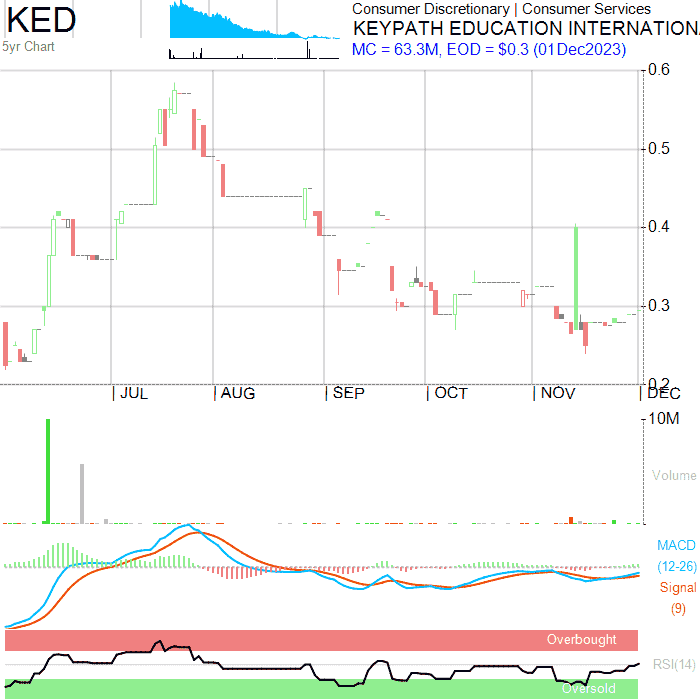 KED
5yr Chart
Consumer Discretionary | Consumer Services
KEYPATH EDUCATION INTERNATIONA
MC = 63.3M, EOD = $0.3 (01Dec2023)
0.6
0.5
0.4
0.3
0.2
| JUL | AUG | SEP | OCT | NOV | DEC
10M
Volume
MACD
(12-26)
Signal
(9)
Overbought
RSI(14)
Oversold